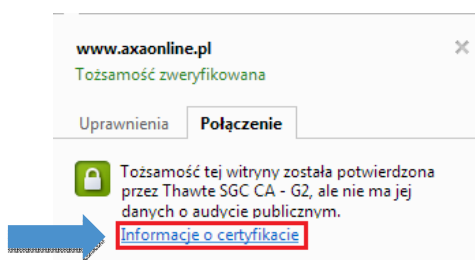 www.axaonline.pl
Tożsamość zweryfikowana
Uprawnienia Połączenie
Tożsamość tej witryny została potwierdzona
przez Thawte SGC CA - G2, ale nie ma jej
danych o audycie publicznym.
Informacje o certyfikacie